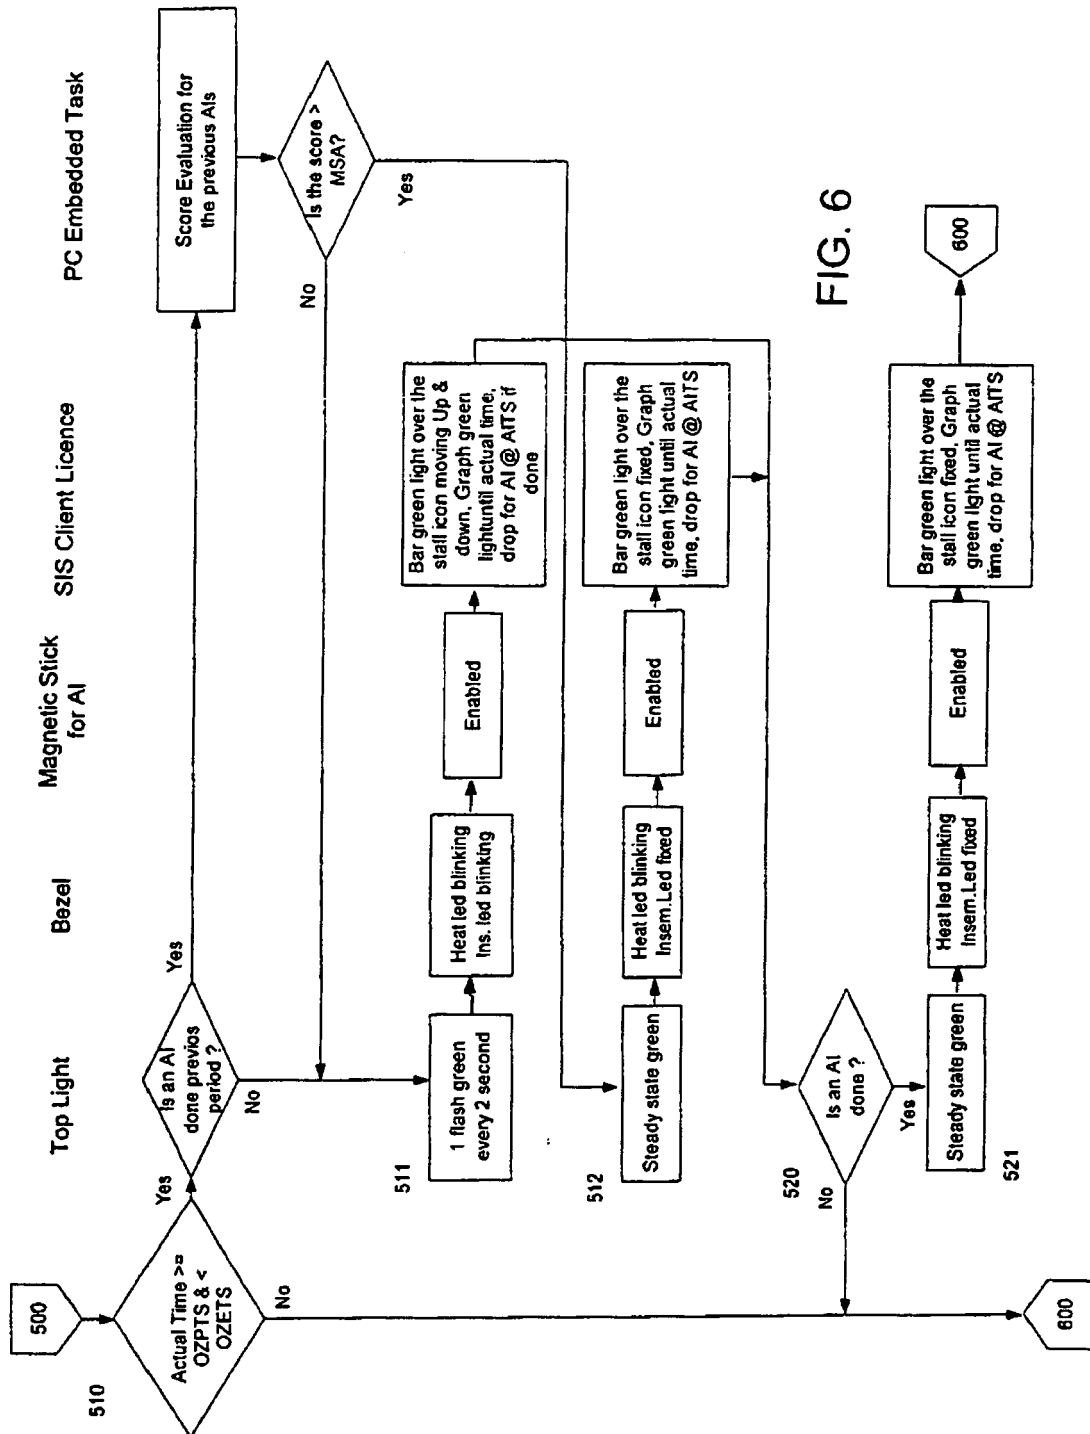 Top Light
Bezel
Magnetic Stick
for AI
SIS Client Licence
PC Embedded Task
500
510
Actual Time >=
OZPTS & <
OZETS
Yes
No
Is an AI
done previos
period ?
Yes
No
Score Evaluation for
the previous AIs
Is the score >
MSA?
No
Yes
511
1 flash green
every 2 second
Heat led blinking
Ins. led blinking
Enabled
Bar green light over the
stall icon moving Up &
down, Graph green
lightuntil actual time,
drop for AI @ AITS if
done
512
Steady state green
Heat led blinking
Insem.Led fixed
Enabled
Bar green light over the
stall icon fixed, Graph
green light until actual
time, drop for AI @ AITS
520
Is an AI
done ?
No
Yes
521
Steady state green
Heat led blinking
Insem.Led fixed
Enabled
Bar green light over the
stall icon fixed, Graph
green light until actual
time, drop for AI @ AITS
600
600
FIG. 6